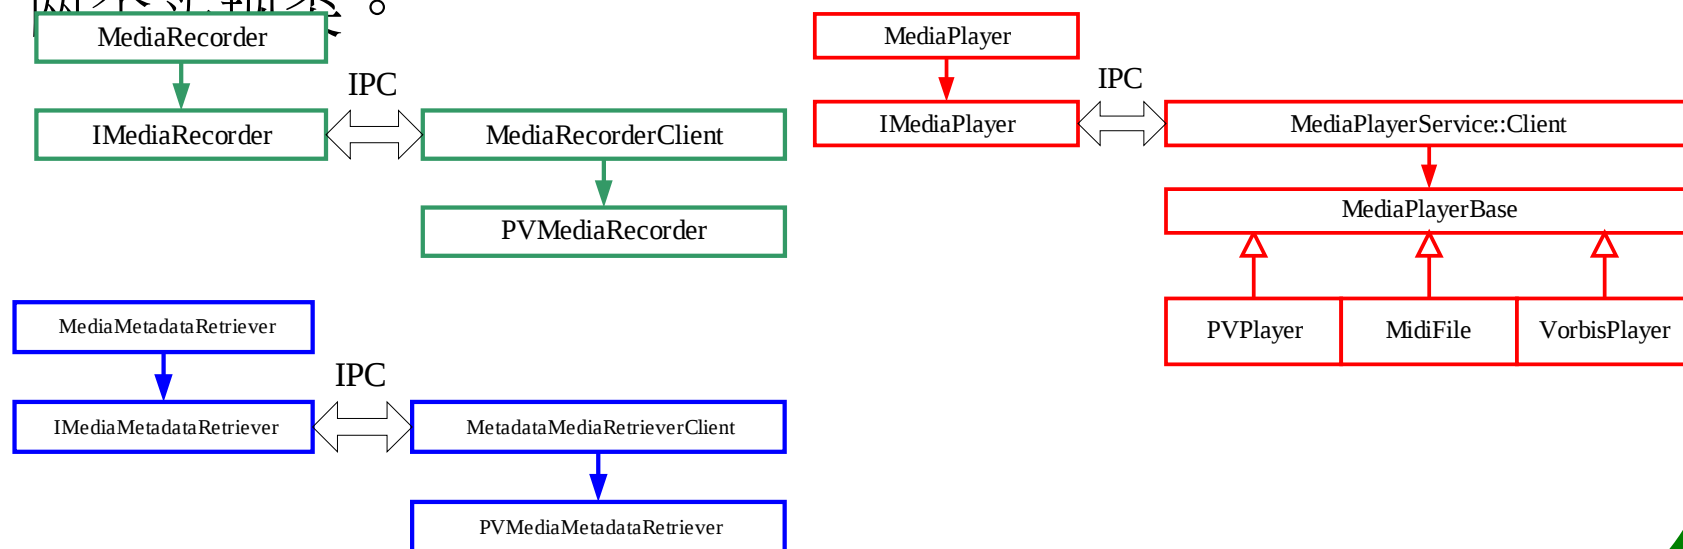 MediaRecorder
IPC
IMediaRecorder
MediaRecorderClient
PVMediaRecorder
MediaPlayer
IPC
IMediaPlayer
MediaPlayerService::Client
MediaPlayerBase
PVPlayer
MidiFile
VorbisPlayer
MediaMetadataRetriever
IPC
IMediaMetadataRetriever
MetadataMediaRetrieverClient
PVMediaMetadataRetriever